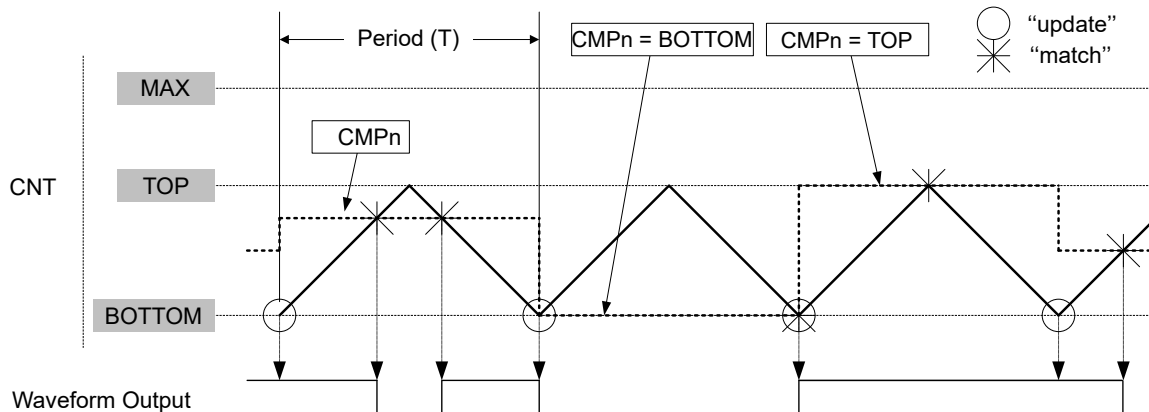 Period (T)
CMPn = BOTTOM
CMPn = TOP
“update”
“match”
MAX
CMPn
CNT
TOP
BOTTOM
Waveform Output